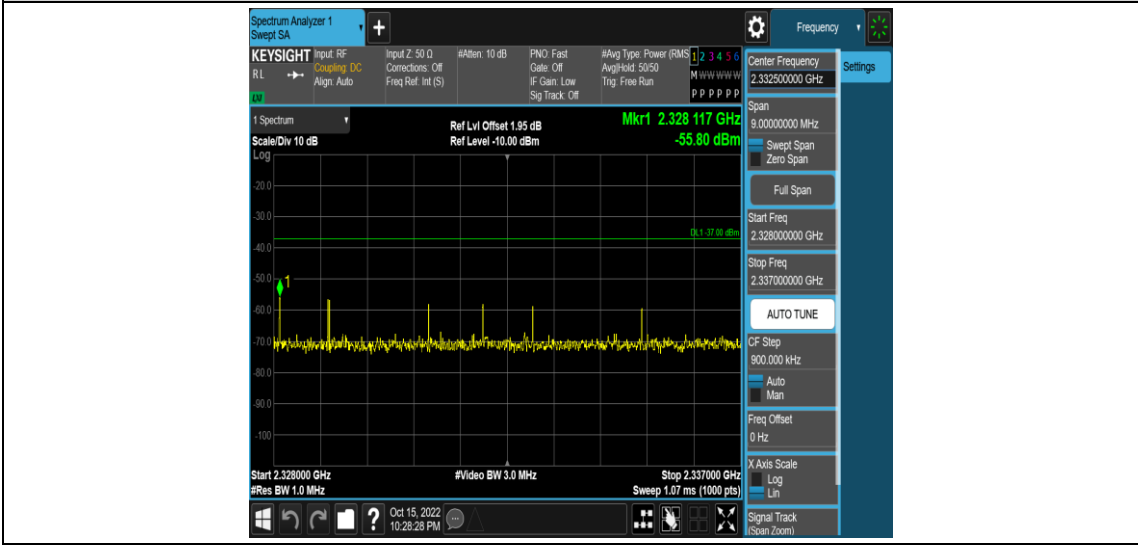 Spectrum Analyzer 1
Swept SA
+
Frequency
KEYSIGHT
RL
LM
Input: RF
Coupling: DC
Align: Auto
Input Z: 50 Ω
Corrections: Off
Freq Ref: Int (S)
#Atten: 10 dB
PNO: Fast
Gate: Off
IF Gain: Low
Sig Track: Off
#Avg Type: Power (RMS
Avg|Hold: 50/50
Trig: Free Run
1 2 3 4 5 6
M W W W W W
P P P P P P
Center Frequency
2.332500000 GHz
Settings
Span
9.00000000 MHz
Swept Span
Zero Span
Full Span
Start Freq
2.328000000 GHz
Stop Freq
2.337000000 GHz
AUTO TUNE
CF Step
900.000 kHz
Auto
Man
Freq Offset
0 Hz
X Axis Scale
Log
Lin
Signal Track
(Span Zoom)
1 Spectrum
Scale/Div 10 dB
Log
Ref Lvl Offset 1.95 dB
Ref Level -10.00 dBm
Mkr1 2.328 117 GHz
-55.80 dBm
-20.0
-30.0
DL1 -37.00 dBm
-40.0
-50.0
1
-60.0
-70.0
-80.0
-90.0
-100
Start 2.328000 GHz
#Video BW 3.0 MHz
Stop 2.337000 GHz
#Res BW 1.0 MHz
Sweep 1.07 ms (1000 pts)
?
Oct 15, 2022
10:28:28 PM